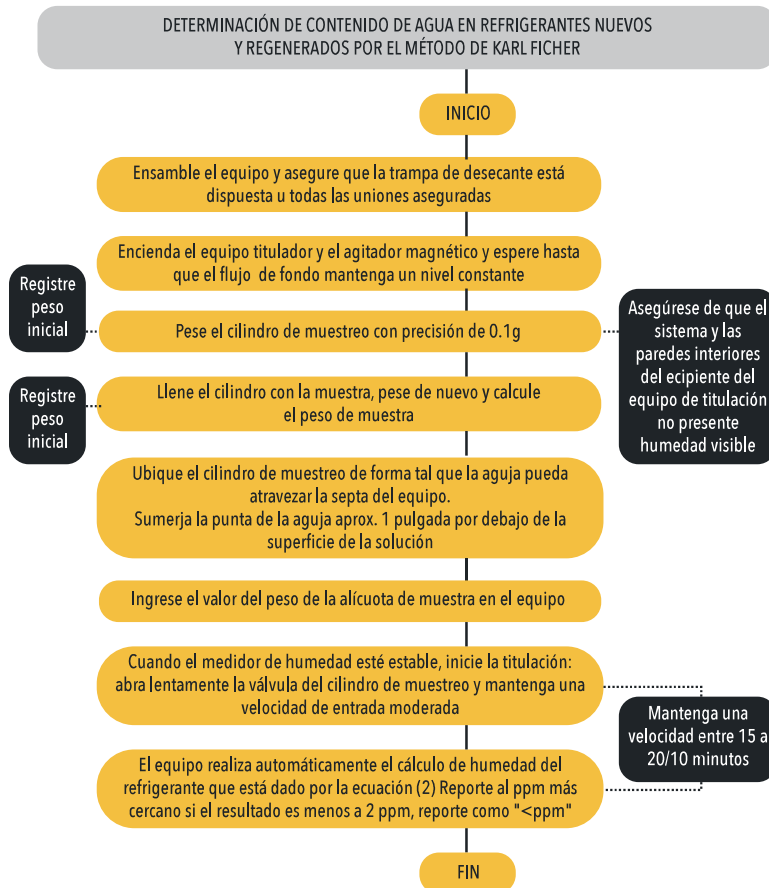 DETERMINACIÓN DE CONTENIDO DE AGUA EN REFRIGERANTES NUEVOS
Y REGENERADOS POR EL MÉTODO DE KARL FICHER
INICIO
Ensamble el equipo y asegure que la trampa de desecante está
dispuesta u todas las uniones aseguradas
Encienda el equipo titulador y el agitador magnético y espere hasta
que el flujo de fondo mantenga un nivel constante
Registre
peso
inicial
Pese el cilindro de muestreo con precisión de 0.1g
Asegúrese de que el
sistema y las
paredes interiores
del ecipiente del
equipo de titulación
no presente
humedad visible
Registre
peso
inicial
Llene el cilindro con la muestra, pese de nuevo y calcule
el peso de muestra
Ubique el cilindro de muestreo de forma tal que la aguja pueda
atravezar la septa del equipo.
Sumerja la punta de la aguja aprox. 1 pulgada por debajo de la
superficie de la solución
Ingrese el valor del peso de la alícuota de muestra en el equipo
Cuando el medidor de humedad esté estable, inicie la titulación:
abra lentamente la válvula del cilindro de muestreo y mantenga una
velocidad de entrada moderada
Mantenga una
velocidad entre 15 a
20/10 minutos
El equipo realiza automáticamente el cálculo de humedad del
refrigerante que está dado por la ecuación (2) Reporte al ppm más
cercano si el resultado es menos a 2 ppm, reporte como "<ppm"
FIN